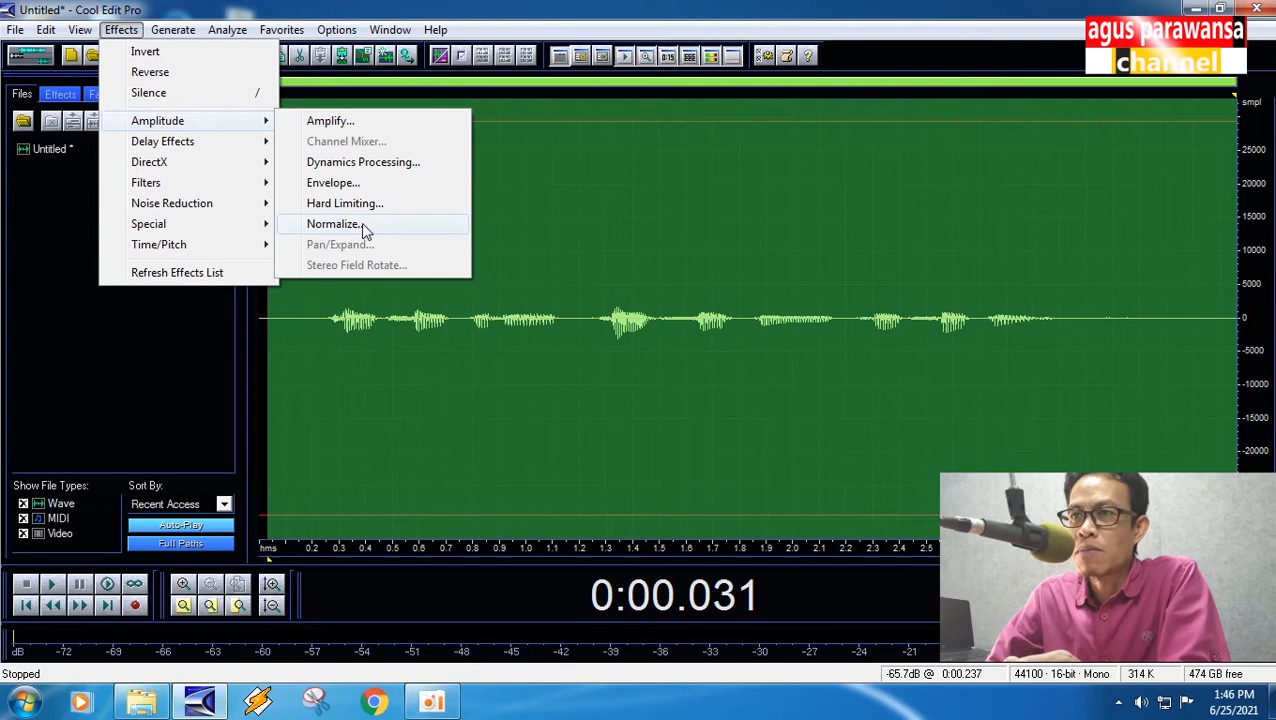 Untitled* - Cool Edit Pro
File Edit View Effects Generate Analyze Favorites Options Window Help
agus parawansa
channel
Invert
Reverse
Silence /
Amplitude
Delay Effects
DirectX
Filters
Noise Reduction
Special
Time/Pitch
Refresh Effects List
Amplify...
Channel Mixer...
Dynamics Processing...
Envelope...
Hard Limiting...
Normalize...
Pan/Expand...
Stereo Field Rotate...
Files Effects
Untitled *
smpl
20000
15000
10000
5000
0
-5000
-10000
-15000
-20000
Show File Types: Sort By:
Wave Recent Access
MIDI Auto-Play
Video Full Paths
hms 0.2 0.3 0.4 0.5 0.6 0.7 0.8 0.9 1.0 1.1 1.2 1.3 1.4 1.5 1.6 1.7 1.8 1.9 2.0 2.1 2.2 2.3 2.4 2.5
0:00.031
dB -72 -69 -66 -63 -60 -57 -54 -51 -48 -45 -42 -39 -36 -33 -30 -27 -24 -21
Stopped -65.7dB @ 0:00.237 44100 · 16-bit · Mono 314 K 474 GB free
1:46 PM
6/25/2021